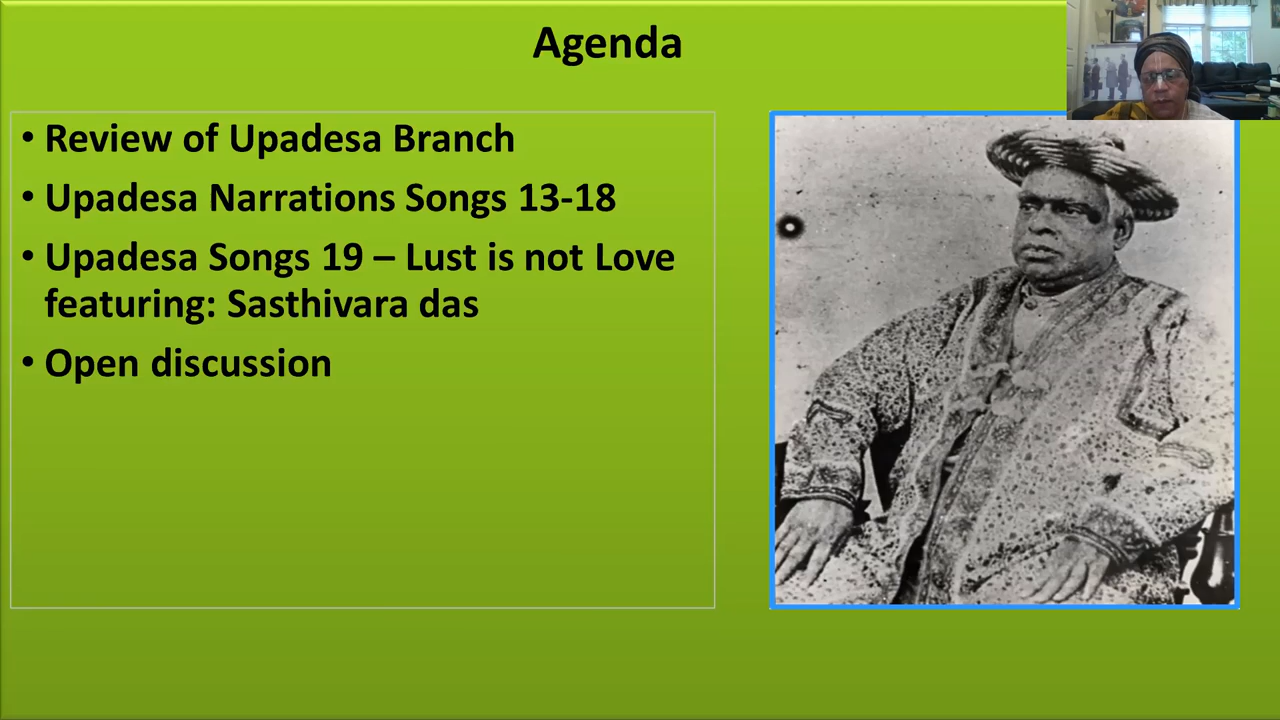 Agenda
• Review of Upadesa Branch
• Upadesa Narrations Songs 13-18
• Upadesa Songs 19 – Lust is not Love
featuring: Sasthivara das
• Open discussion